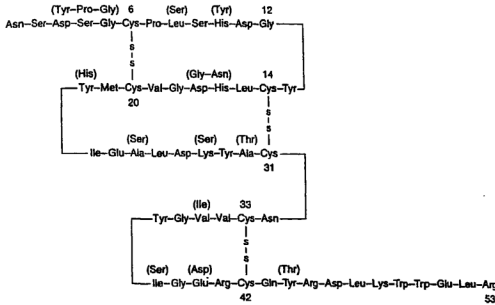 (Tyr-Pro-Gly) 6 (Ser) (Tyr) 12
Asn-Ser-Asp-Ser-Gly-Cys-Pro-Leu-Ser-His-Asp-Gly
S
S
(His) (Gly-Asn) 14
Tyr-Met-Cys-Val-Gly-Asp-His-Leu-Cys-Tyr
20
S
S
(Ser) (Ser) (Thr)
Ile-Glu-Ala-Leu-Asp-Lys-Tyr-Ala-Cys
31
(Ile) 33
Tyr-Gly-Val-Val-Cys-Asn
S
S
(Ser) (Asp) (Thr)
Ile-Gly-Glu-Arg-Cys-Gln-Tyr-Arg-Asp-Leu-Lys-Trp-Trp-Glu-Leu-Arg
42 53